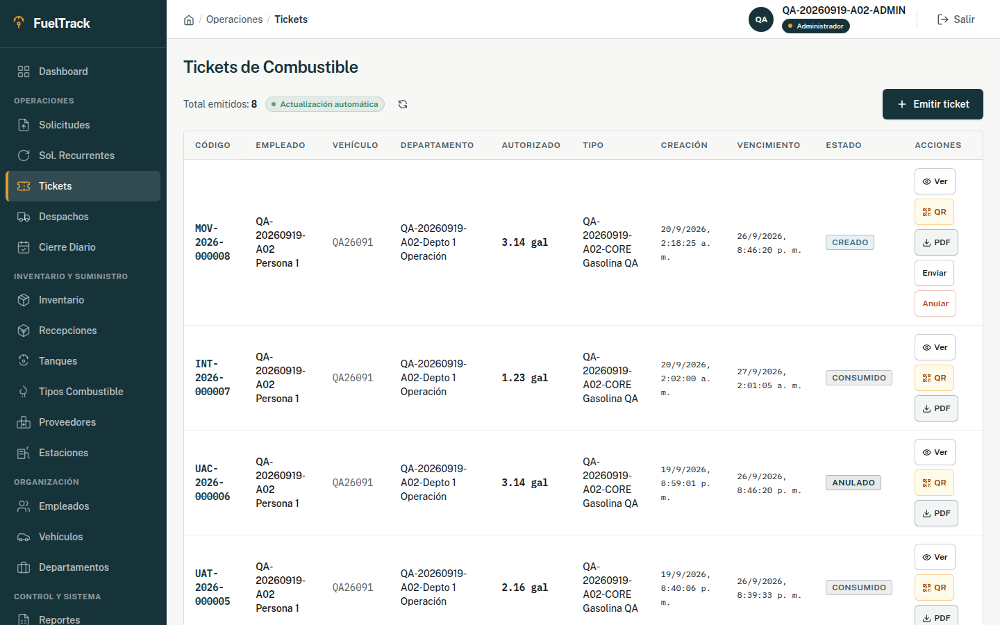 FuelTrack
Dashboard
OPERACIONES
Solicitudes
Sol. Recurrentes
Tickets
Despachos
Cierre Diario
INVENTARIO Y SUMINISTRO
Inventario
Recepciones
Tanques
Tipos Combustible
Proveedores
Estaciones
ORGANIZACIÓN
Empleados
Vehículos
Departamentos
CONTROL Y SISTEMA
Reportes
/ Operaciones / Tickets
QA
QA-20260919-A02-ADMIN
Administrador
Salir
Tickets de Combustible
Total emitidos: 8
Actualización automática
+ Emitir ticket
CÓDIGO EMPLEADO VEHÍCULO DEPARTAMENTO AUTORIZADO TIPO CREACIÓN VENCIMIENTO ESTADO ACCIONES
MOV-
2026-
000008
QA-
20260919-
A02
Persona 1
QA26091
QA-20260919-
A02-Depto 1
Operación
3.14 gal
QA-
20260919-
A02-CORE
Gasolina QA
20/9/2026,
2:18:25 a.
m.
26/9/2026,
8:46:20 p. m.
CREADO
Ver
QR
PDF
Enviar
Anular
INT-
2026-
000007
QA-
20260919-
A02
Persona 1
QA26091
QA-20260919-
A02-Depto 1
Operación
1.23 gal
QA-
20260919-
A02-CORE
Gasolina QA
20/9/2026,
2:02:00 a.
m.
27/9/2026,
2:01:05 a. m.
CONSUMIDO
Ver
QR
PDF
UAC-
2026-
000006
QA-
20260919-
A02
Persona 1
QA26091
QA-20260919-
A02-Depto 1
Operación
3.14 gal
QA-
20260919-
A02-CORE
Gasolina QA
19/9/2026,
8:59:01 p.
m.
26/9/2026,
8:46:20 p. m.
ANULADO
Ver
QR
PDF
UAT-
2026-
000005
QA-
20260919-
A02
Persona 1
QA26091
QA-20260919-
A02-Depto 1
Operación
2.16 gal
QA-
20260919-
A02-CORE
Gasolina QA
19/9/2026,
8:40:06 p.
m.
26/9/2026,
8:39:33 p. m.
CONSUMIDO
Ver
QR
PDF